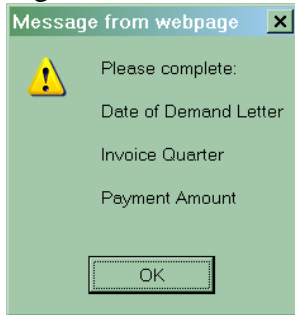 Message from webpage
Please complete:
Date of Demand Letter
Invoice Quarter
Payment Amount
OK